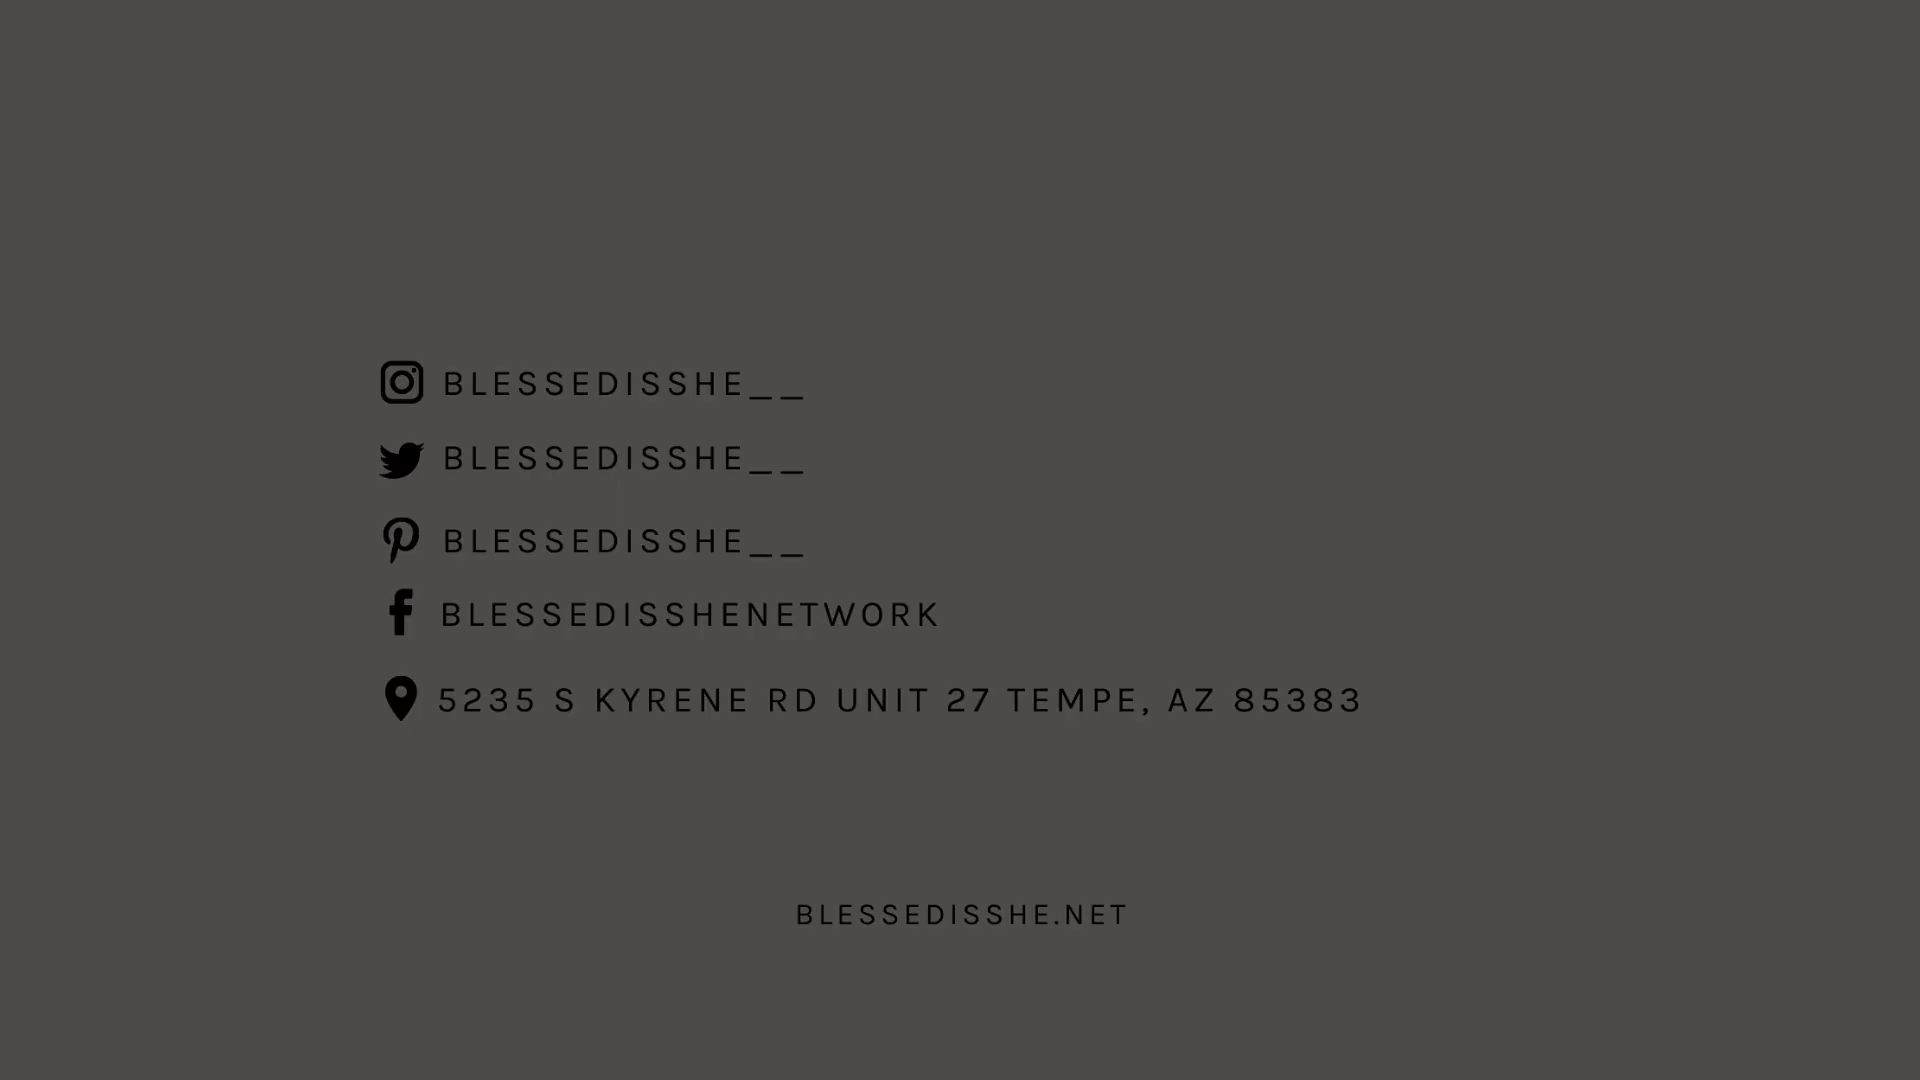 BLESSEDISSHE__
BLESSEDISSHE__
BLESSEDISSHE__
BLESSEDISSHENETWORK
5235 S KYRENE RD UNIT 27 TEMPE, AZ 85383
BLESSEDISSHE.NET